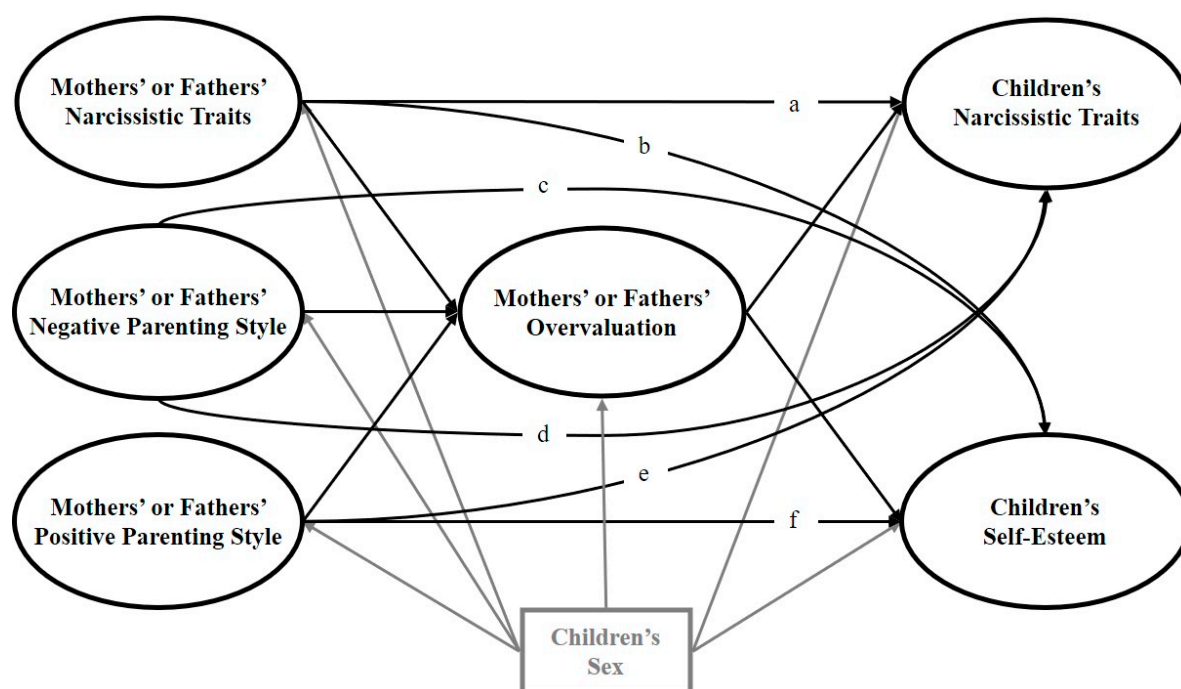 Mothers’ or Fathers’
Narcissistic Traits
Children’s
Narcissistic Traits
a
b
c
Mothers’ or Fathers’
Negative Parenting Style
Mothers’ or Fathers’
Overvaluation
d
e
Mothers’ or Fathers’
Positive Parenting Style
f
Children’s
Self-Esteem
Children’s
Sex